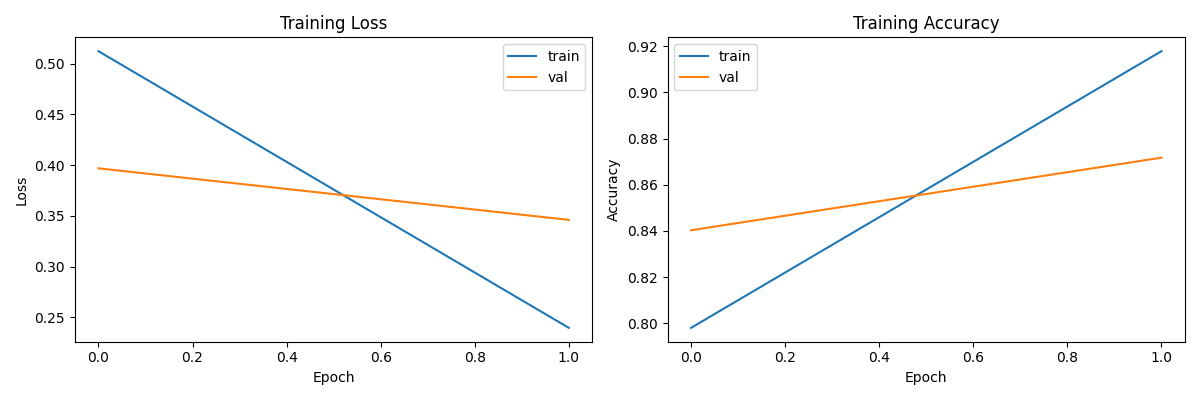 Training Loss
0.50
0.45
0.40
0.35
0.30
0.25
Loss
train
val
0.0 0.2 0.4 0.6 0.8 1.0
Epoch
Training Accuracy
0.92
0.90
0.88
0.86
0.84
0.82
0.80
Accuracy
train
val
0.0 0.2 0.4 0.6 0.8 1.0
Epoch